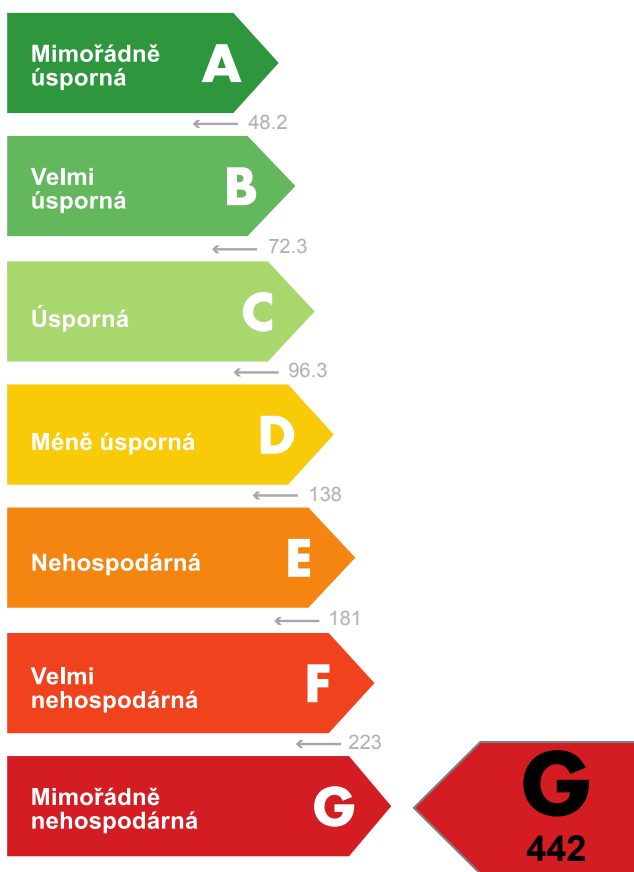 Mimořádně
úsporná
A
48.2
Velmi
úsporná
B
72.3
Úsporná
C
96.3
Méně úsporná
D
138
Nehospodárná
E
181
Velmi
nehospodárná
F
223
Mimořádně
nehospodárná
G
G
442